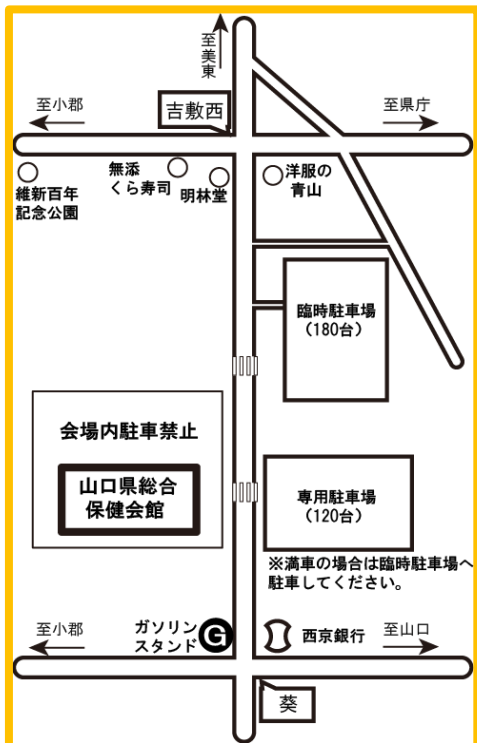 至美東
至小郡
吉敷西
至県庁
無添
くら寿司
明林堂
洋服の
青山
維新百年
記念公園
臨時駐車場
（180台）
会場内駐車禁止
山口県総合
保健会館
専用駐車場
（120台）
※満車の場合は臨時駐車場へ
駐車してください。
至小郡
ガソリン
スタンド
G
西京銀行
至山口
葵